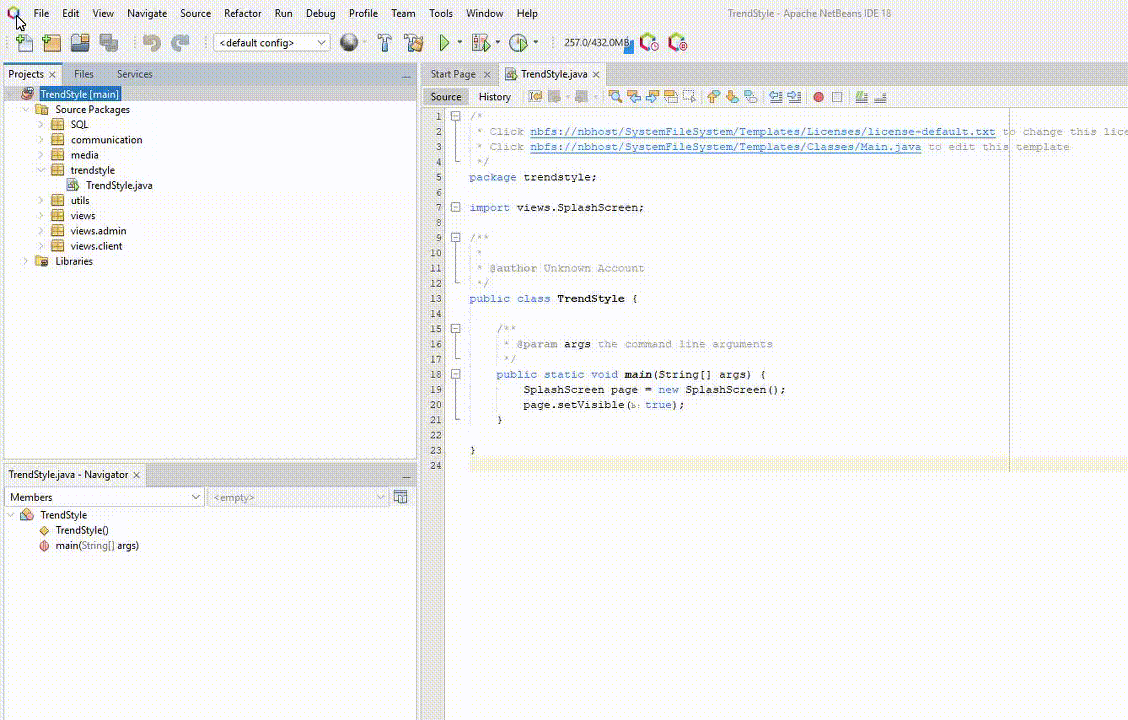 File Edit View Navigate Source Refactor Run Debug Profile Team Tools Window Help
TrendStyle - Apache NetBeans IDE 18
<default config>
257.0/432.0MB
Projects Files Services
TrendStyle [main]
Source Packages
SQL
communication
media
trendstyle
TrendStyle.java
utils
views
views.admin
views.client
Libraries
TrendStyle.java - Navigator
Members <empty>
TrendStyle
TrendStyle()
main(String[] args)
Start Page TrendStyle.java
Source History
1 /*
2 * Click nbfs://nbhost/SystemFileSystem/Templates/Licenses/license-default.txt to change this lice
3 * Click nbfs://nbhost/SystemFileSystem/Templates/Classes/Main.java to edit this template
4 */
5 package trendstyle;
6
7 import views.SplashScreen;
8
9 /**
10 *
11 * @author Unknown Account
12 */
13 public class TrendStyle {
14
15 /**
16 * @param args the command line arguments
17 */
18 public static void main(String[] args) {
19 SplashScreen page = new SplashScreen();
20 page.setVisible(b: true);
21 }
22
23 }
24